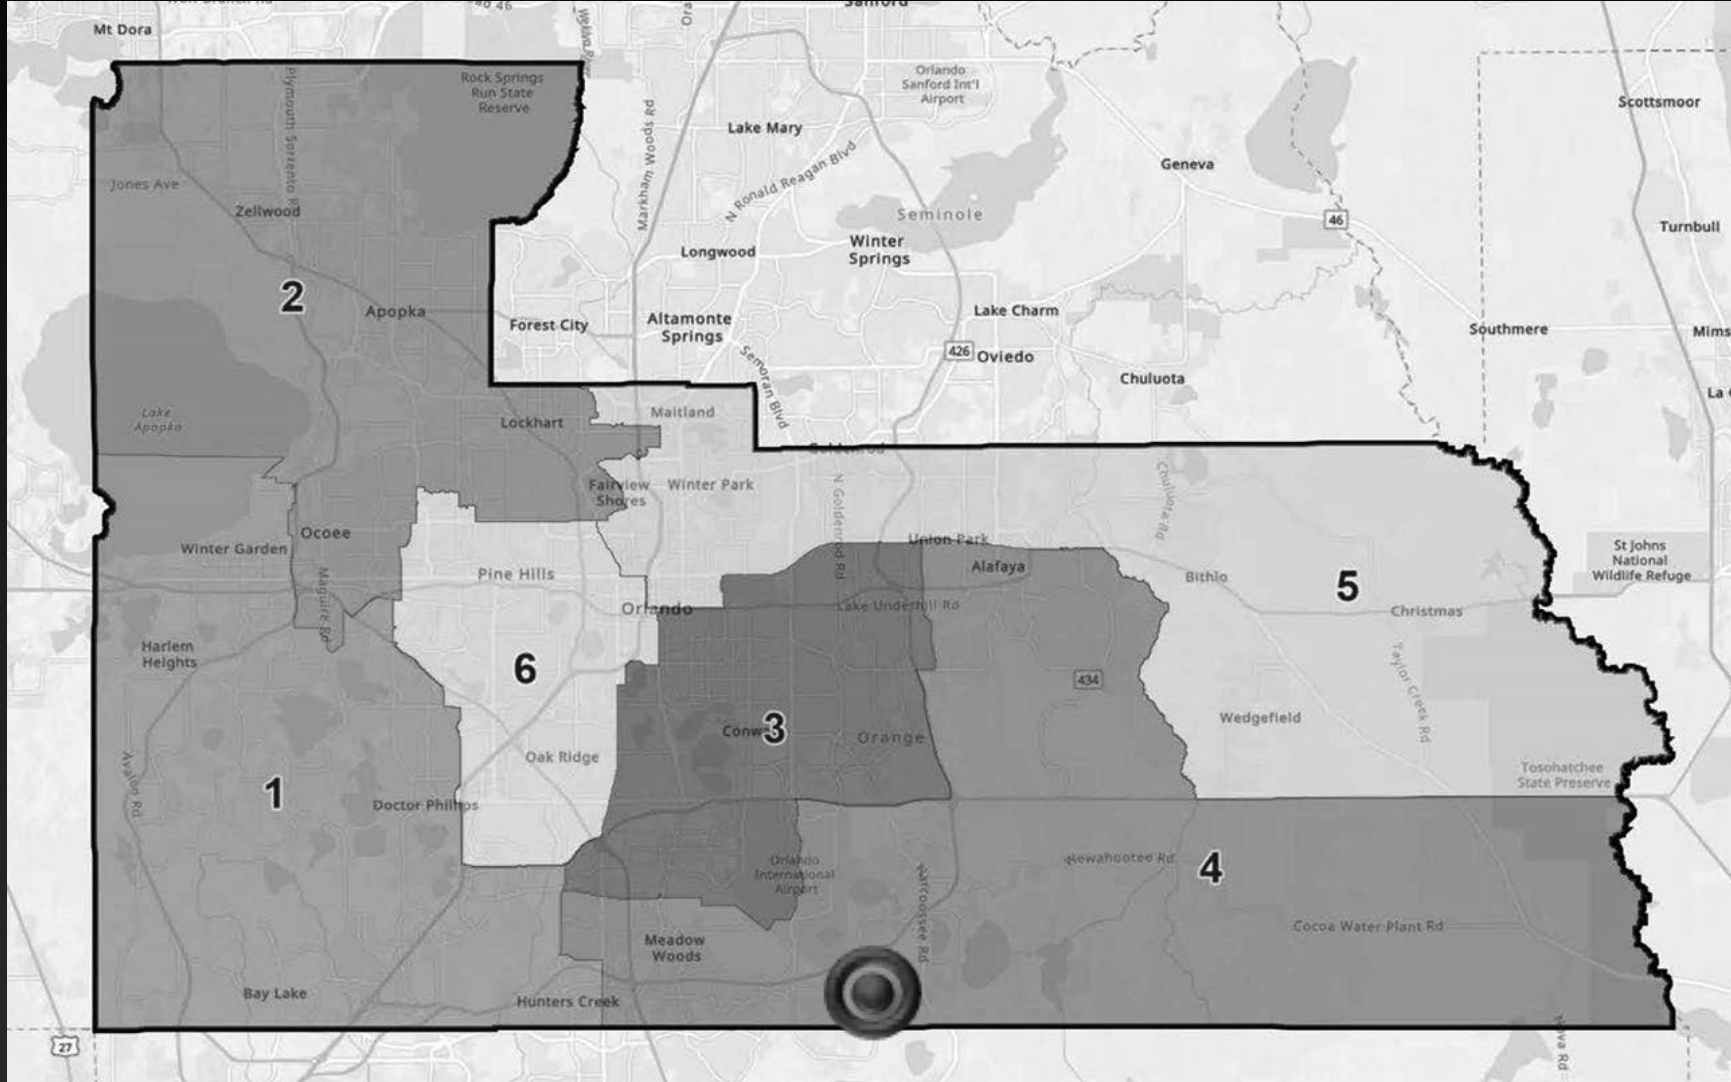 Sanford
Mt Dora
Rock Springs
Run State
Reserve
Plymouth Sorrento R
Markham Woods Rd
Orlando
Sanford Int'l
Airport
Scottsmoor
Lake Mary
N Ronald Reagan Blvd
Geneva
Jones Ave
Zellwood
Seminole
46
Turnbull
Longwood
Winter
Springs
2
Apopka
Forest City
Altamonte
Springs
Lake Charm
Southmere
Mims
426
Oviedo
Semoran Blvd
Chuluota
La
Lake
Apopka
Lockhart
Maitland
Goldenrod
Fairview
Shores
Winter Park
N Goldenrod Rd
Chuluota Rd
Ocoee
Winter Garden
Union Park
St Johns
National
Wildlife Refuge
Pine Hills
Alafaya
Bithlo
5
Maguire Rd
Orlando
Lake Underhill Rd
Christmas
Harlem
Heights
6
434
Taylor Creek Rd
Conw
3
Orange
Wedgefield
Oak Ridge
Avalon Rd
1
Doctor Phillips
Tosohatchee
State Preserve
Orlando
International
Airport
Newahootee Rd
4
Narcoossee Rd
Cocoa Water Plant Rd
Meadow
Woods
Bay Lake
Hunters Creek
27